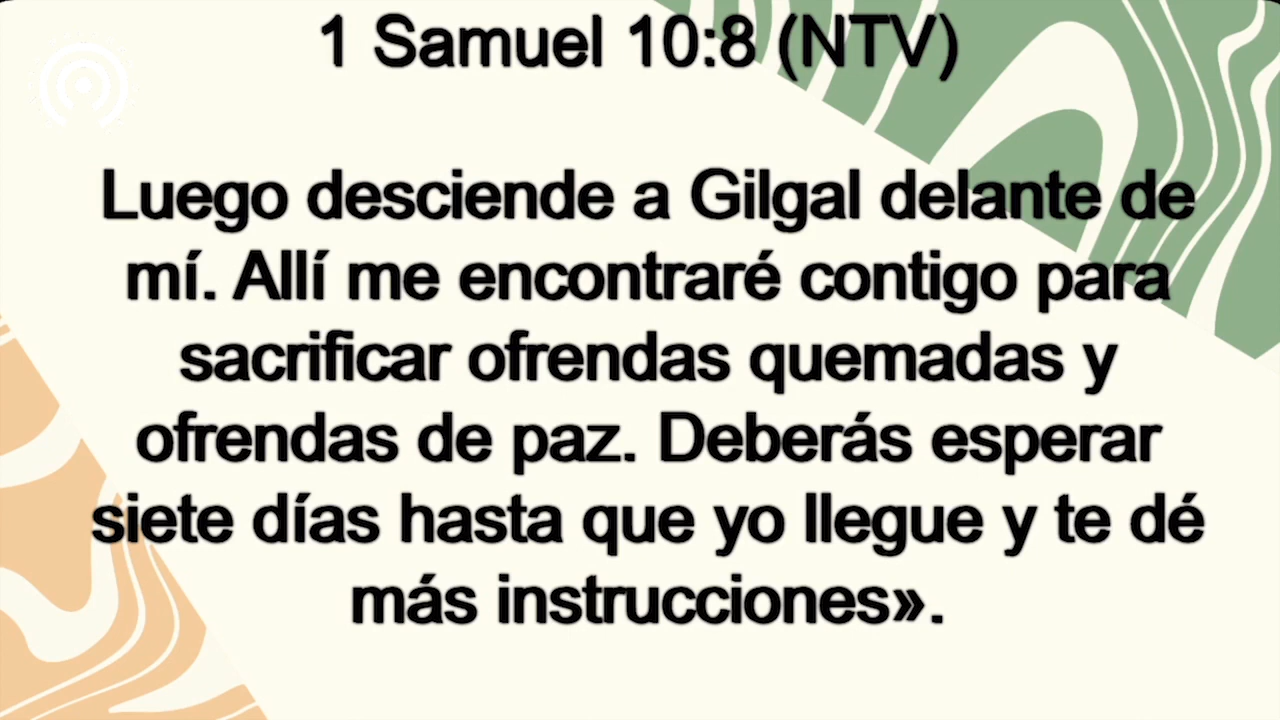 1 Samuel 10:8 (NTV)
Luego desciende a Gilgal delante de
mí. Allí me encontraré contigo para
sacrificar ofrendas quemadas y
ofrendas de paz. Deberás esperar
siete días hasta que yo llegue y te dé
más instrucciones».